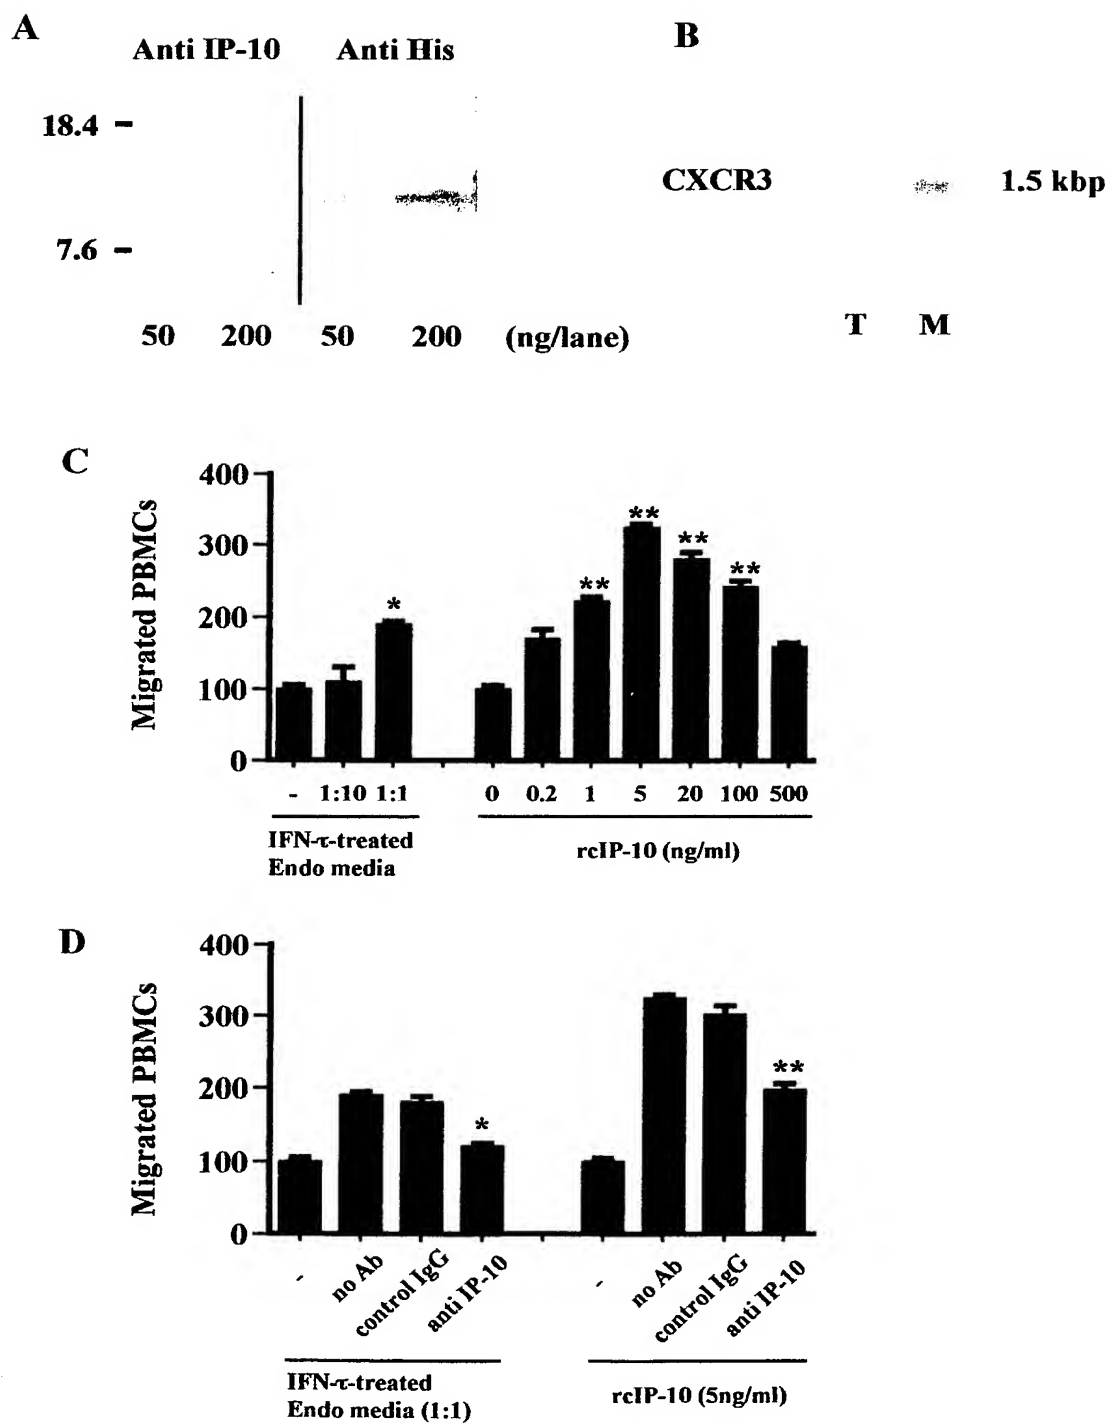 A
Anti IP-10 Anti His
18.4
7.6
50 200 50 200 (ng/lane)
B
CXCR3 1.5 kbp
T M
C
Migrated PBMCs
400
300
200
100
0
* ** ** ** **
- 1:10 1:1 0 0.2 1 5 20 100 500
IFN-τ-treated
Endo media
rcIP-10 (ng/ml)
D
Migrated PBMCs
400
300
200
100
0
* **
- no Ab control IgG anti IP-10 - no Ab control IgG anti IP-10
IFN-τ-treated
Endo media (1:1)
rcIP-10 (5ng/ml)